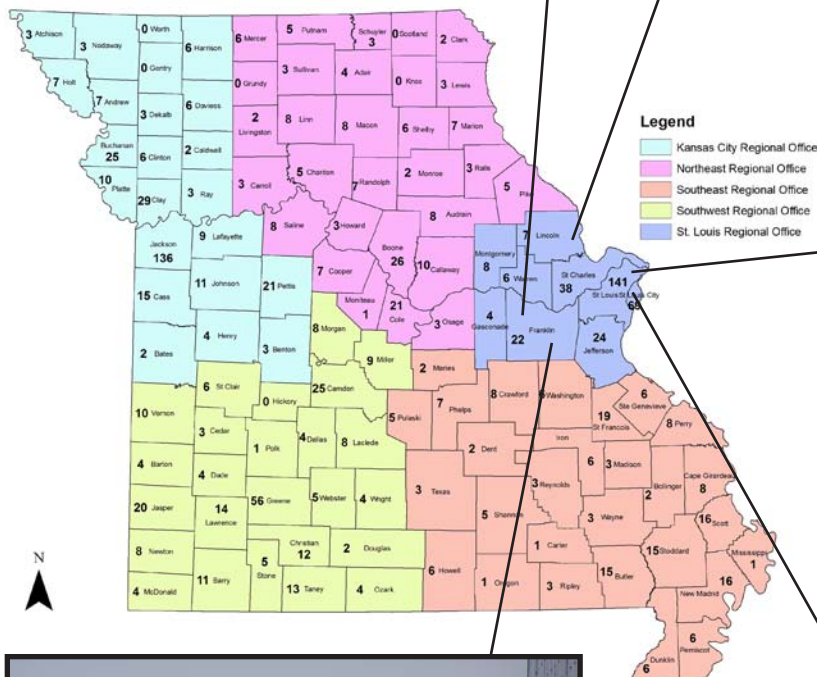 3 Atchison
3 Nodaway
0 Worth
6 Harrison
6 Mercer
5 Putnam
Schuyler
3
0 Scotland
2 Clark
7 Holt
0 Gentry
0 Grundy
3 Sullivan
4 Adair
0 Knox
3 Lewis
7 Andrew
3 Dekalb
6 Daviess
2
Livingston
8 Linn
8 Macon
6 Shelby
7 Marion
Buchanan
25
6 Clinton
2 Caldwell
5 Chariton
2 Monroe
3 Ralls
10
Platte
29 Clay
3 Ray
3 Carroll
7 Randolph
5 Pike
8 Audrain
Jackson
136
9 Lafayette
8 Saline
3 Howard
Boone
26
10 Callaway
Montgomery
8
7
Lincoln
6 Warren
St Charles
38
141
St Louis
St Louis City
15 Cass
11 Johnson
21 Pettis
7 Cooper
Moniteau
1
21
Cole
3 Osage
4
Gasconade
Franklin
22
24
Jefferson
2 Bates
4 Henry
3 Benton
8 Morgan
9 Miller
2 Maries
10 Vernon
6 St Clair
0 Hickory
25 Camden
5 Pulaski
7
Phelps
8 Crawford
Washington
19
St Francois
6
Ste Genevieve
8 Perry
3 Cedar
1 Polk
4 Dallas
8 Laclede
2 Dent
Iron
6
3 Madison
4 Barton
4 Dade
2
Bollinger
Cape Girardeau
8
20 Jasper
14
Lawrence
56 Greene
5 Webster
4 Wright
3 Texas
5 Shannon
3 Reynolds
3 Wayne
16 Scott
8 Newton
Christian
12
2 Douglas
1 Carter
15 Stoddard
Mississippi
1
4 McDonald
11 Barry
5
Stone
13 Taney
4 Ozark
6 Howell
1 Oregon
3 Ripley
15 Butler
16
New Madrid
6
Pemiscot
6 Dunklin
Legend
Kansas City Regional Office
Northeast Regional Office
Southeast Regional Office
Southwest Regional Office
St. Louis Regional Office
N